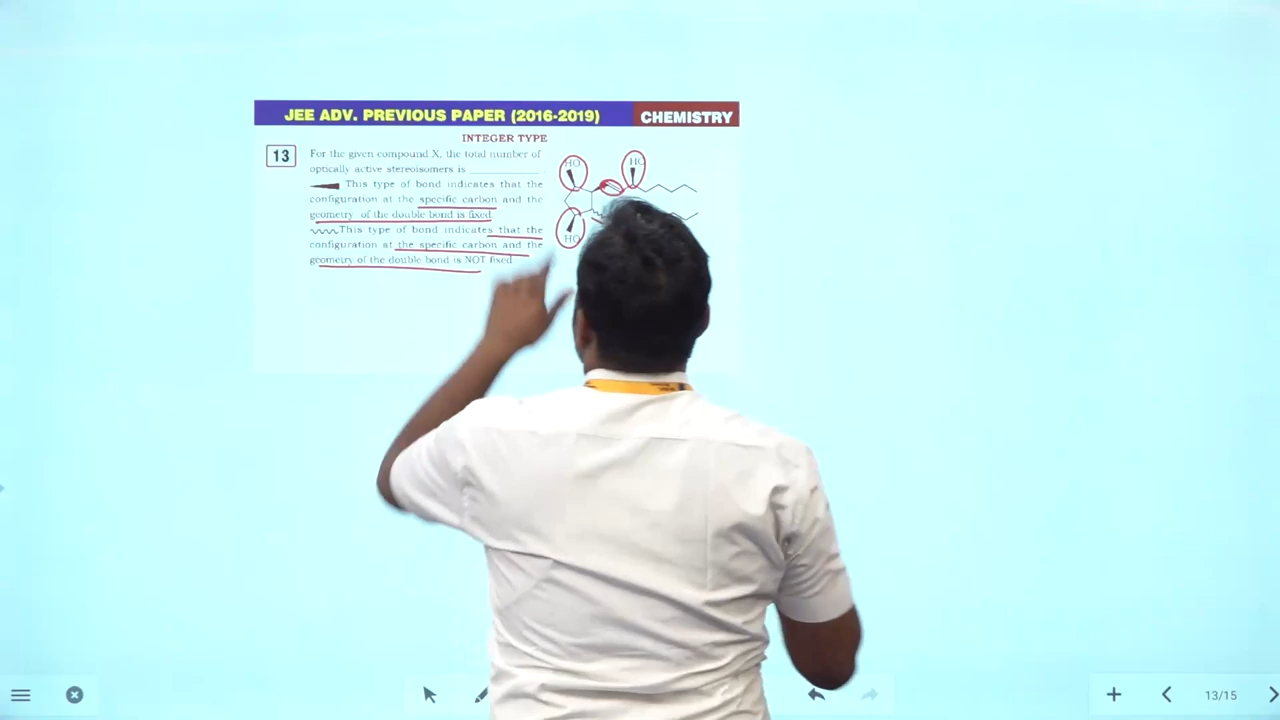 JEE ADV. PREVIOUS PAPER (2016-2019) CHEMISTRY
INTEGER TYPE
13
For the given compound X, the total number of
optically active stereoisomers is ____________.
This type of bond indicates that the
configuration at the specific carbon and the
geometry of the double bond is fixed
This type of bond indicates that the
configuration at the specific carbon and the
geometry of the double bond is NOT fixed
HO
HO
HO
13/15